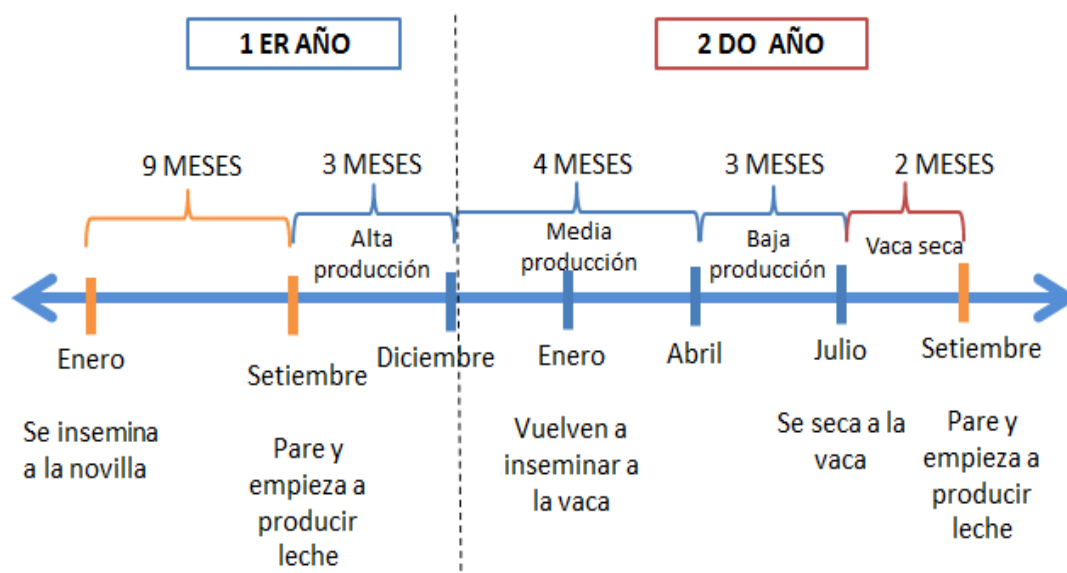 1 ER AÑO
2 DO AÑO
9 MESES
3 MESES
4 MESES
3 MESES
2 MESES
Alta
producción
Media
producción
Baja
producción
Vaca seca
Enero
Setiembre
Diciembre
Enero
Abril
Julio
Setiembre
Se insemina
a la novilla
Pare y
empieza a
producir
leche
Vuelven a
inseminar a
la vaca
Se seca a la
vaca
Pare y
empieza a
producir
leche